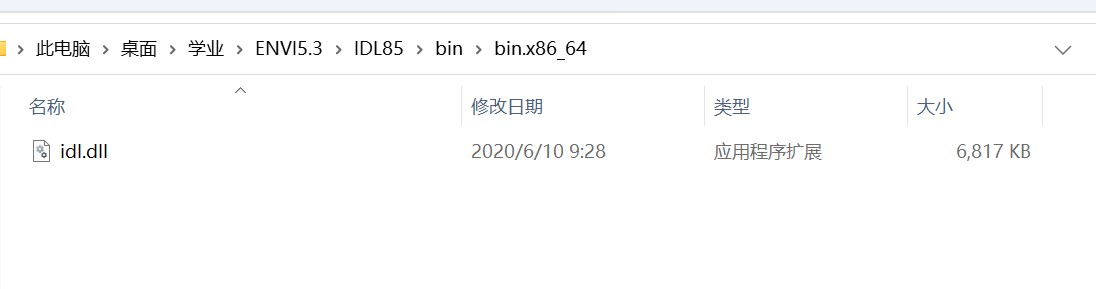 此电脑 > 桌面 > 学业 > ENVI5.3 > IDL85 > bin > bin.x86_64
名称 修改日期 类型 大小
idl.dll 2020/6/10 9:28 应用程序扩展 6,817 KB